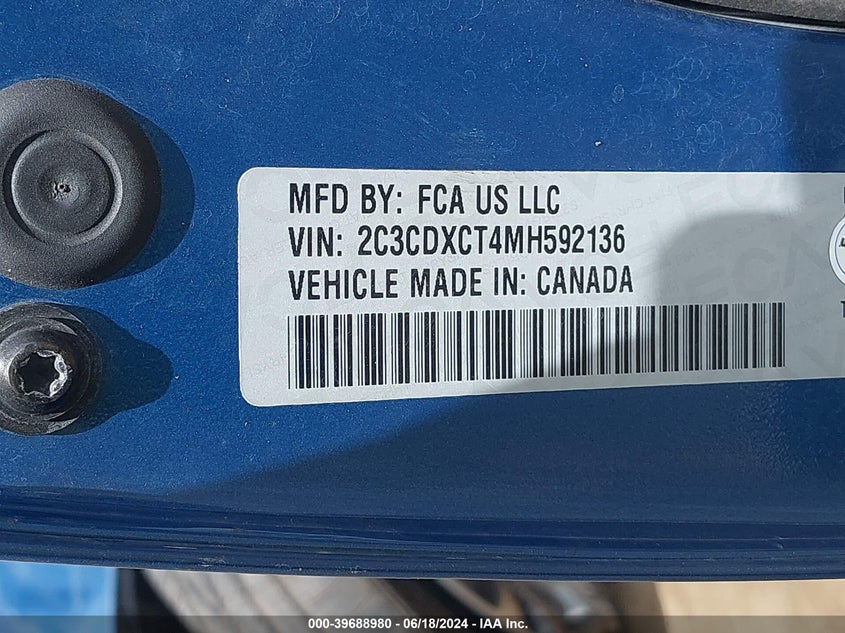 MFD BY: FCA US LLC
VIN: 2C3CDXCT4MH592136
VEHICLE MADE IN: CANADA
000-39688980 - 06/18/2024 - IAA Inc.